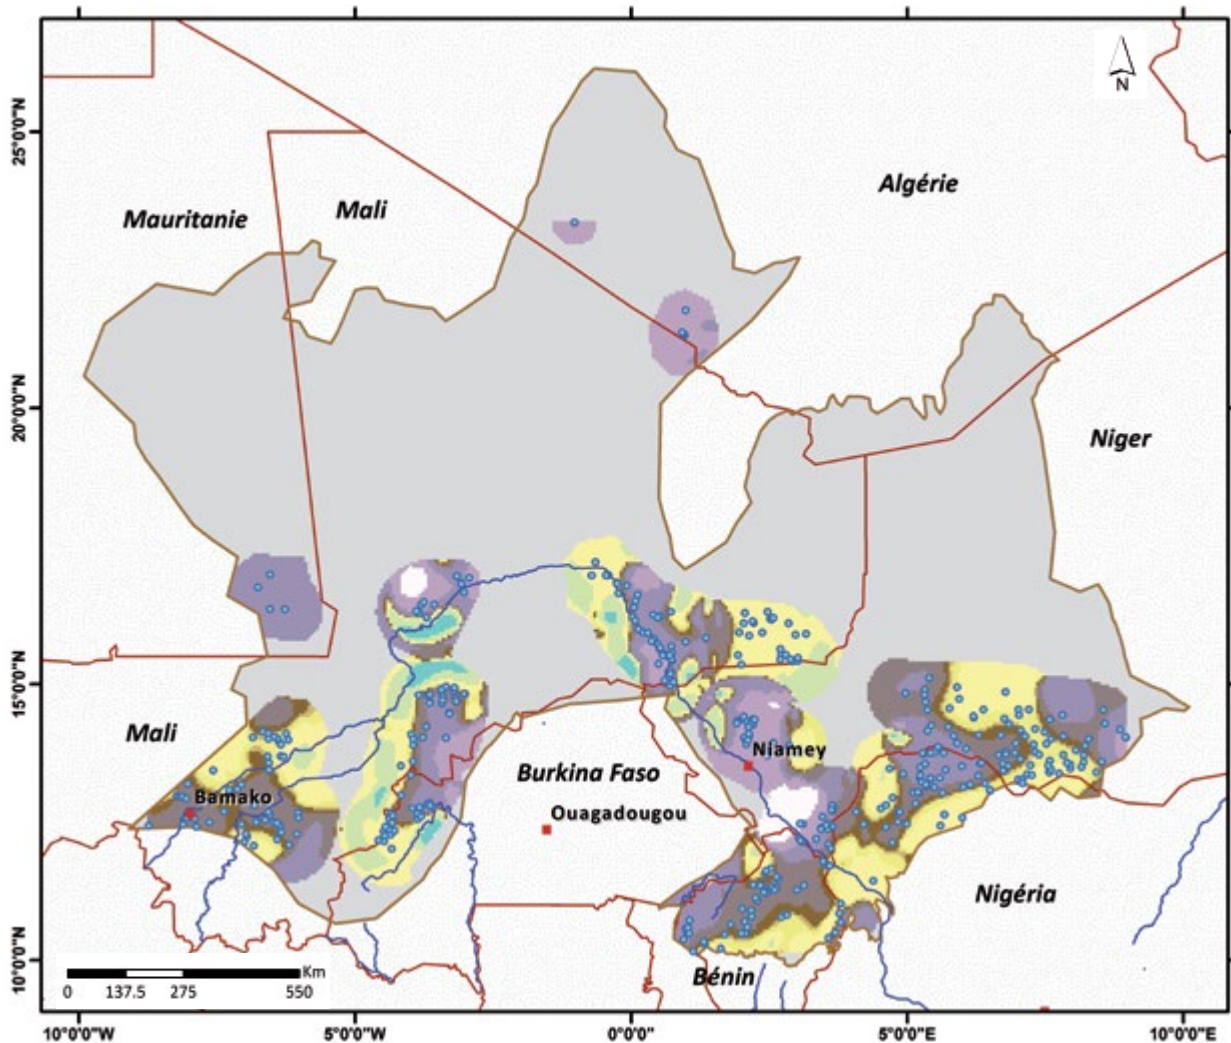 N
25°0'0"N
20°0'0"N
15°0'0"N
10°0'0"N
Algérie
Mauritanie
Mali
Niger
Mali
Niamey
Burkina Faso
Bamako
Ouagadougou
Nigéria
Bénin
Km
0 137.5 275 550
10°0'0"W 5°0'0"W 0°0'0" 5°0'0"E 10°0'0"E